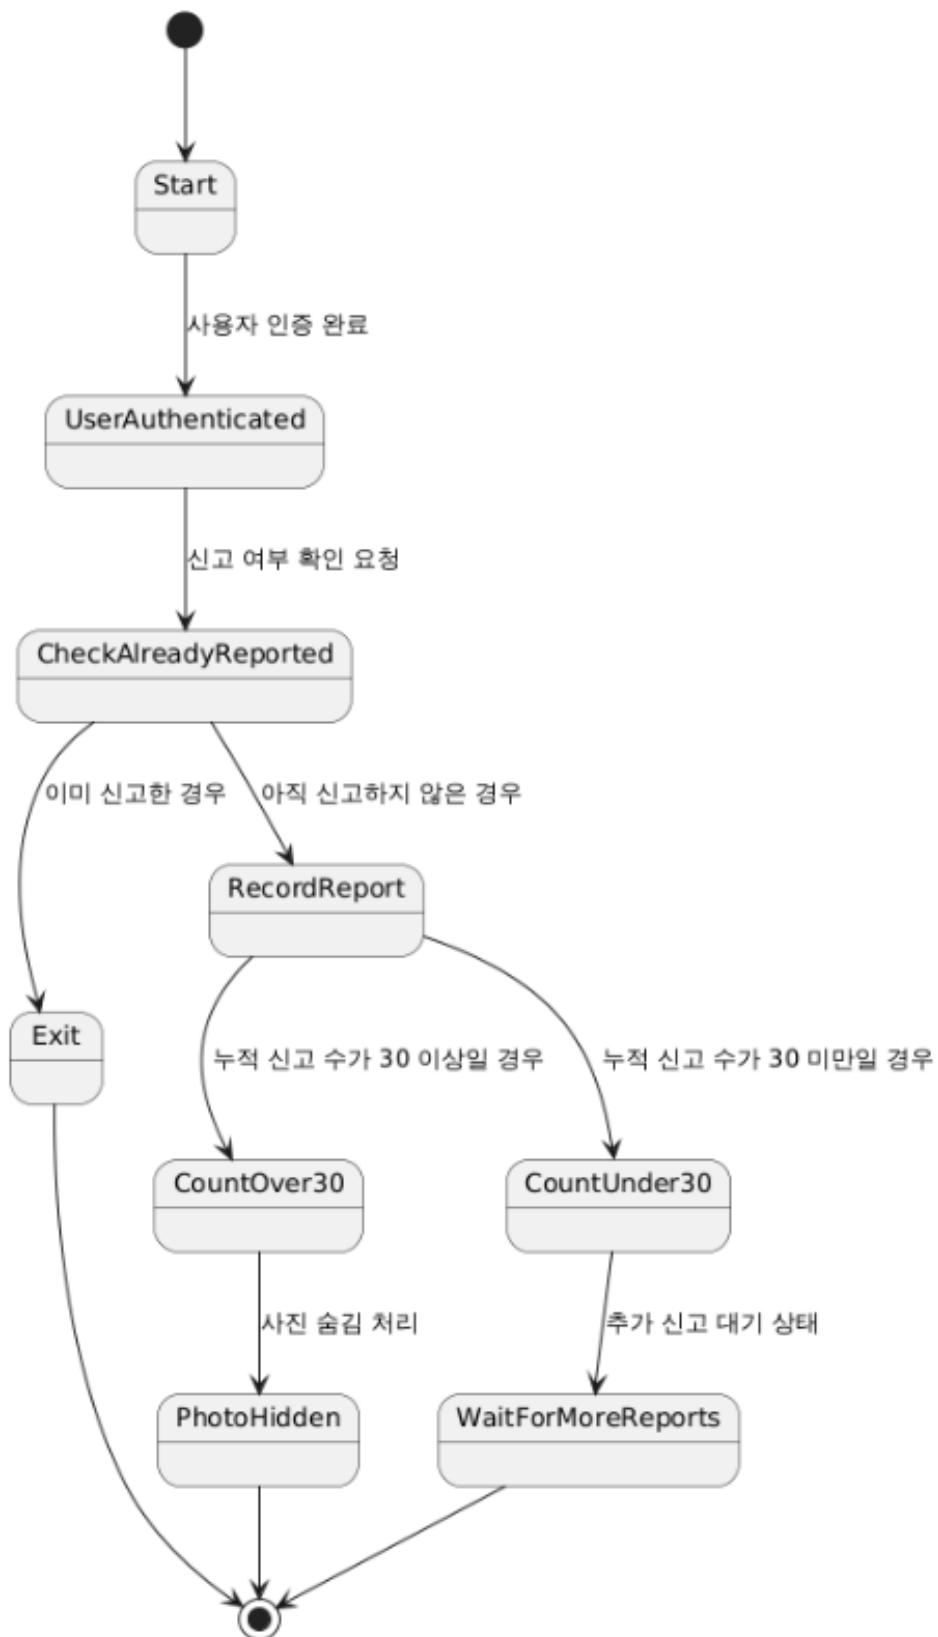 Start
사용자 인증 완료
UserAuthenticated
신고 여부 확인 요청
CheckAlreadyReported
이미 신고한 경우
아직 신고하지 않은 경우
RecordReport
Exit
누적 신고 수가 30 이상일 경우
누적 신고 수가 30 미만일 경우
CountOver30
CountUnder30
사진 숨김 처리
추가 신고 대기 상태
PhotoHidden
WaitForMoreReports